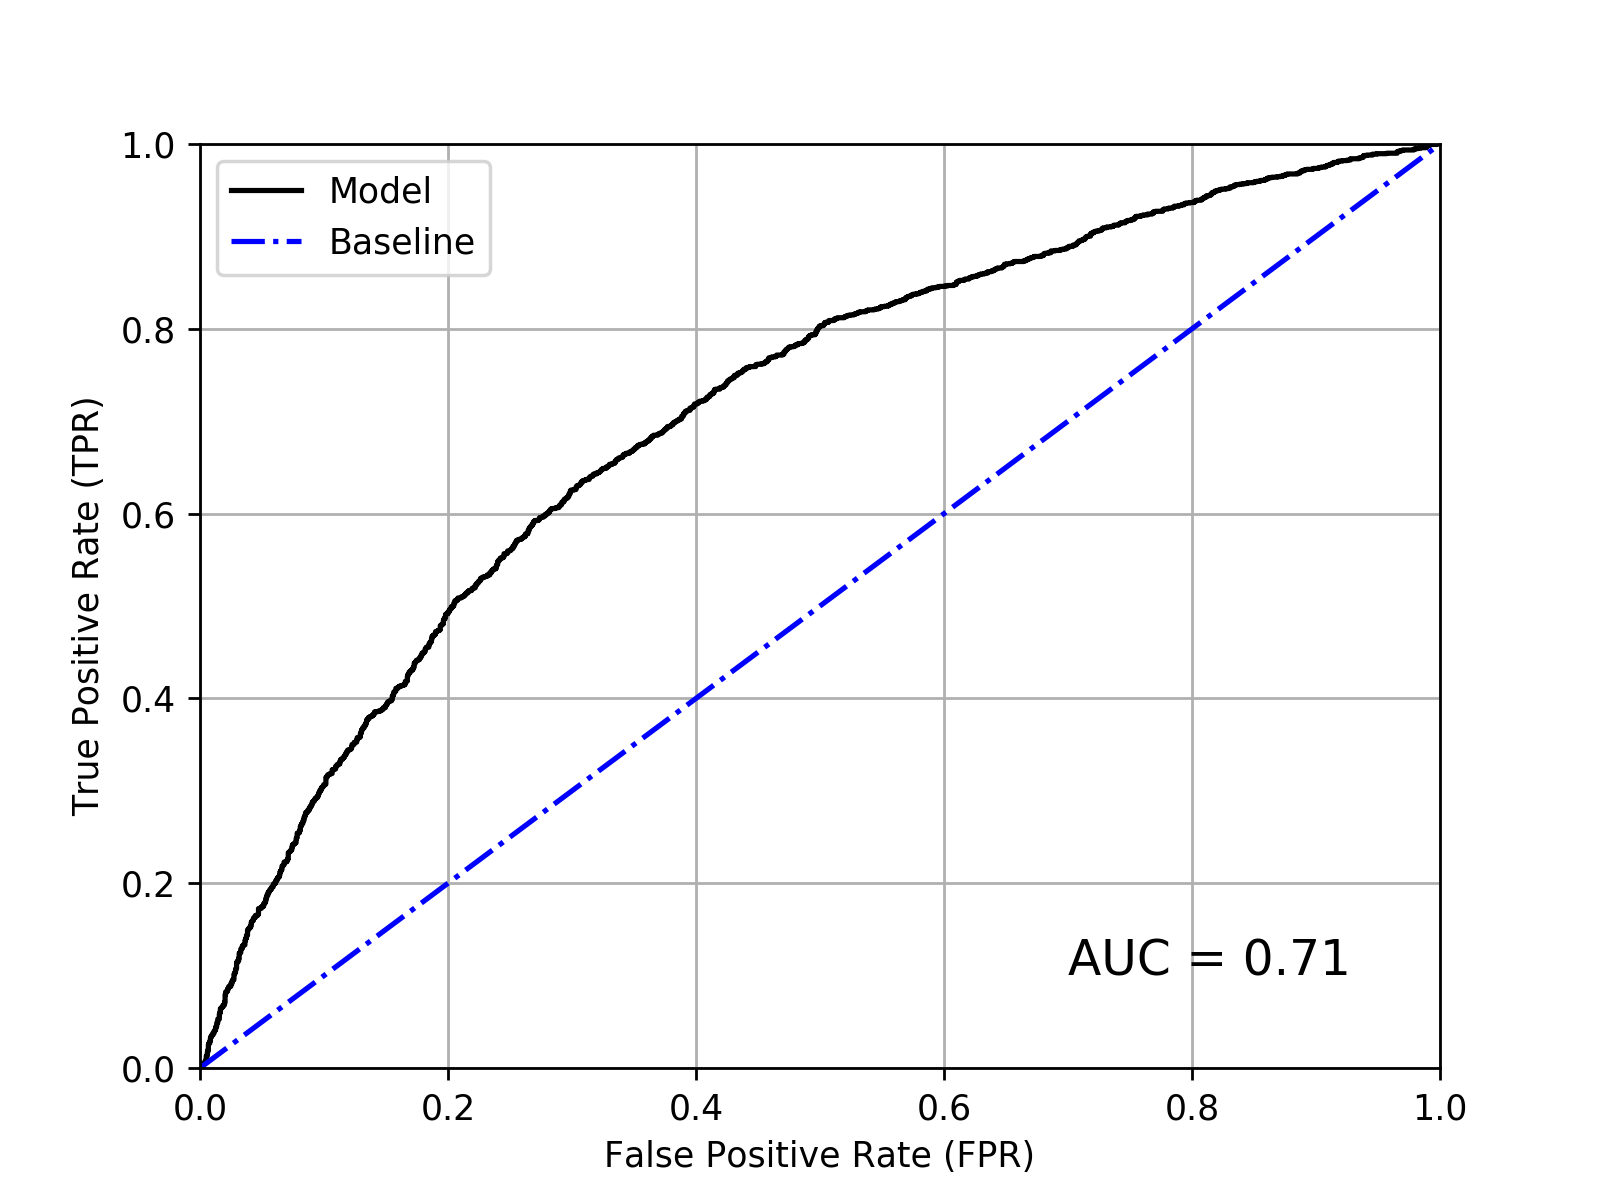 Model
Baseline
1.0
0.8
0.6
0.4
0.2
0.0
True Positive Rate (TPR)
AUC = 0.71
0.0 0.2 0.4 0.6 0.8 1.0
False Positive Rate (FPR)